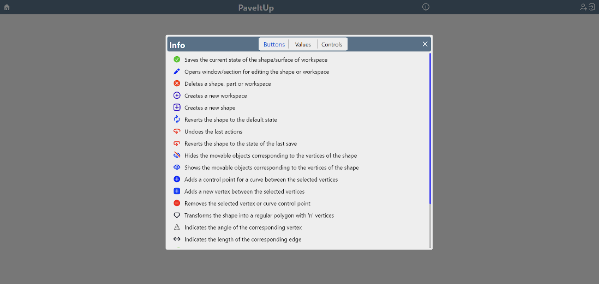 PaveItUp
Info
Buttons
Values
Controls
Saves the current state of the shape/surface of workspace
Opens window/section for editing the shape or workspace
Deletes a shape, part or workspace
Creates a new workspace
Creates a new shape
Reverts the shape to the default state
Undoes the last actions
Reverts the shape to the state of the last save
Hides the movable objects corresponding to the vertices of the shape
Shows the movable objects corresponding to the vertices of the shape
Adds a control point for a curve between the selected vertices
Adds a new vertex between the selected vertices
Removes the selected vertex or curve control point
Transforms the shape into a regular polygon with 'n' vertices
Indicates the angle of the corresponding vertex
Indicates the length of the corresponding edge